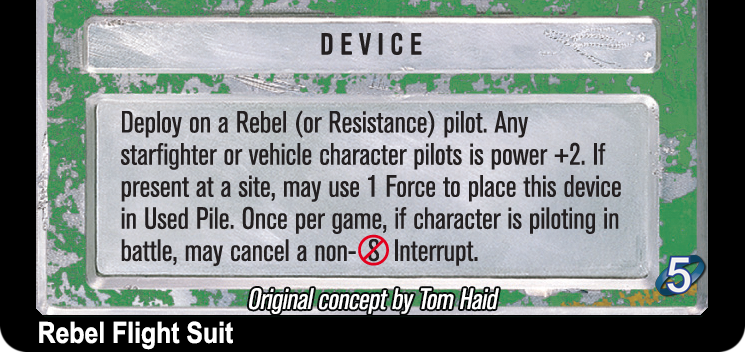 DEVICE
Deploy on a Rebel (or Resistance) pilot. Any
starfighter or vehicle character pilots is power +2. If
present at a site, may use 1 Force to place this device
in Used Pile. Once per game, if character is piloting in
battle, may cancel a non-8 Interrupt.
5
Original concept by Tom Haid
Rebel Flight Suit